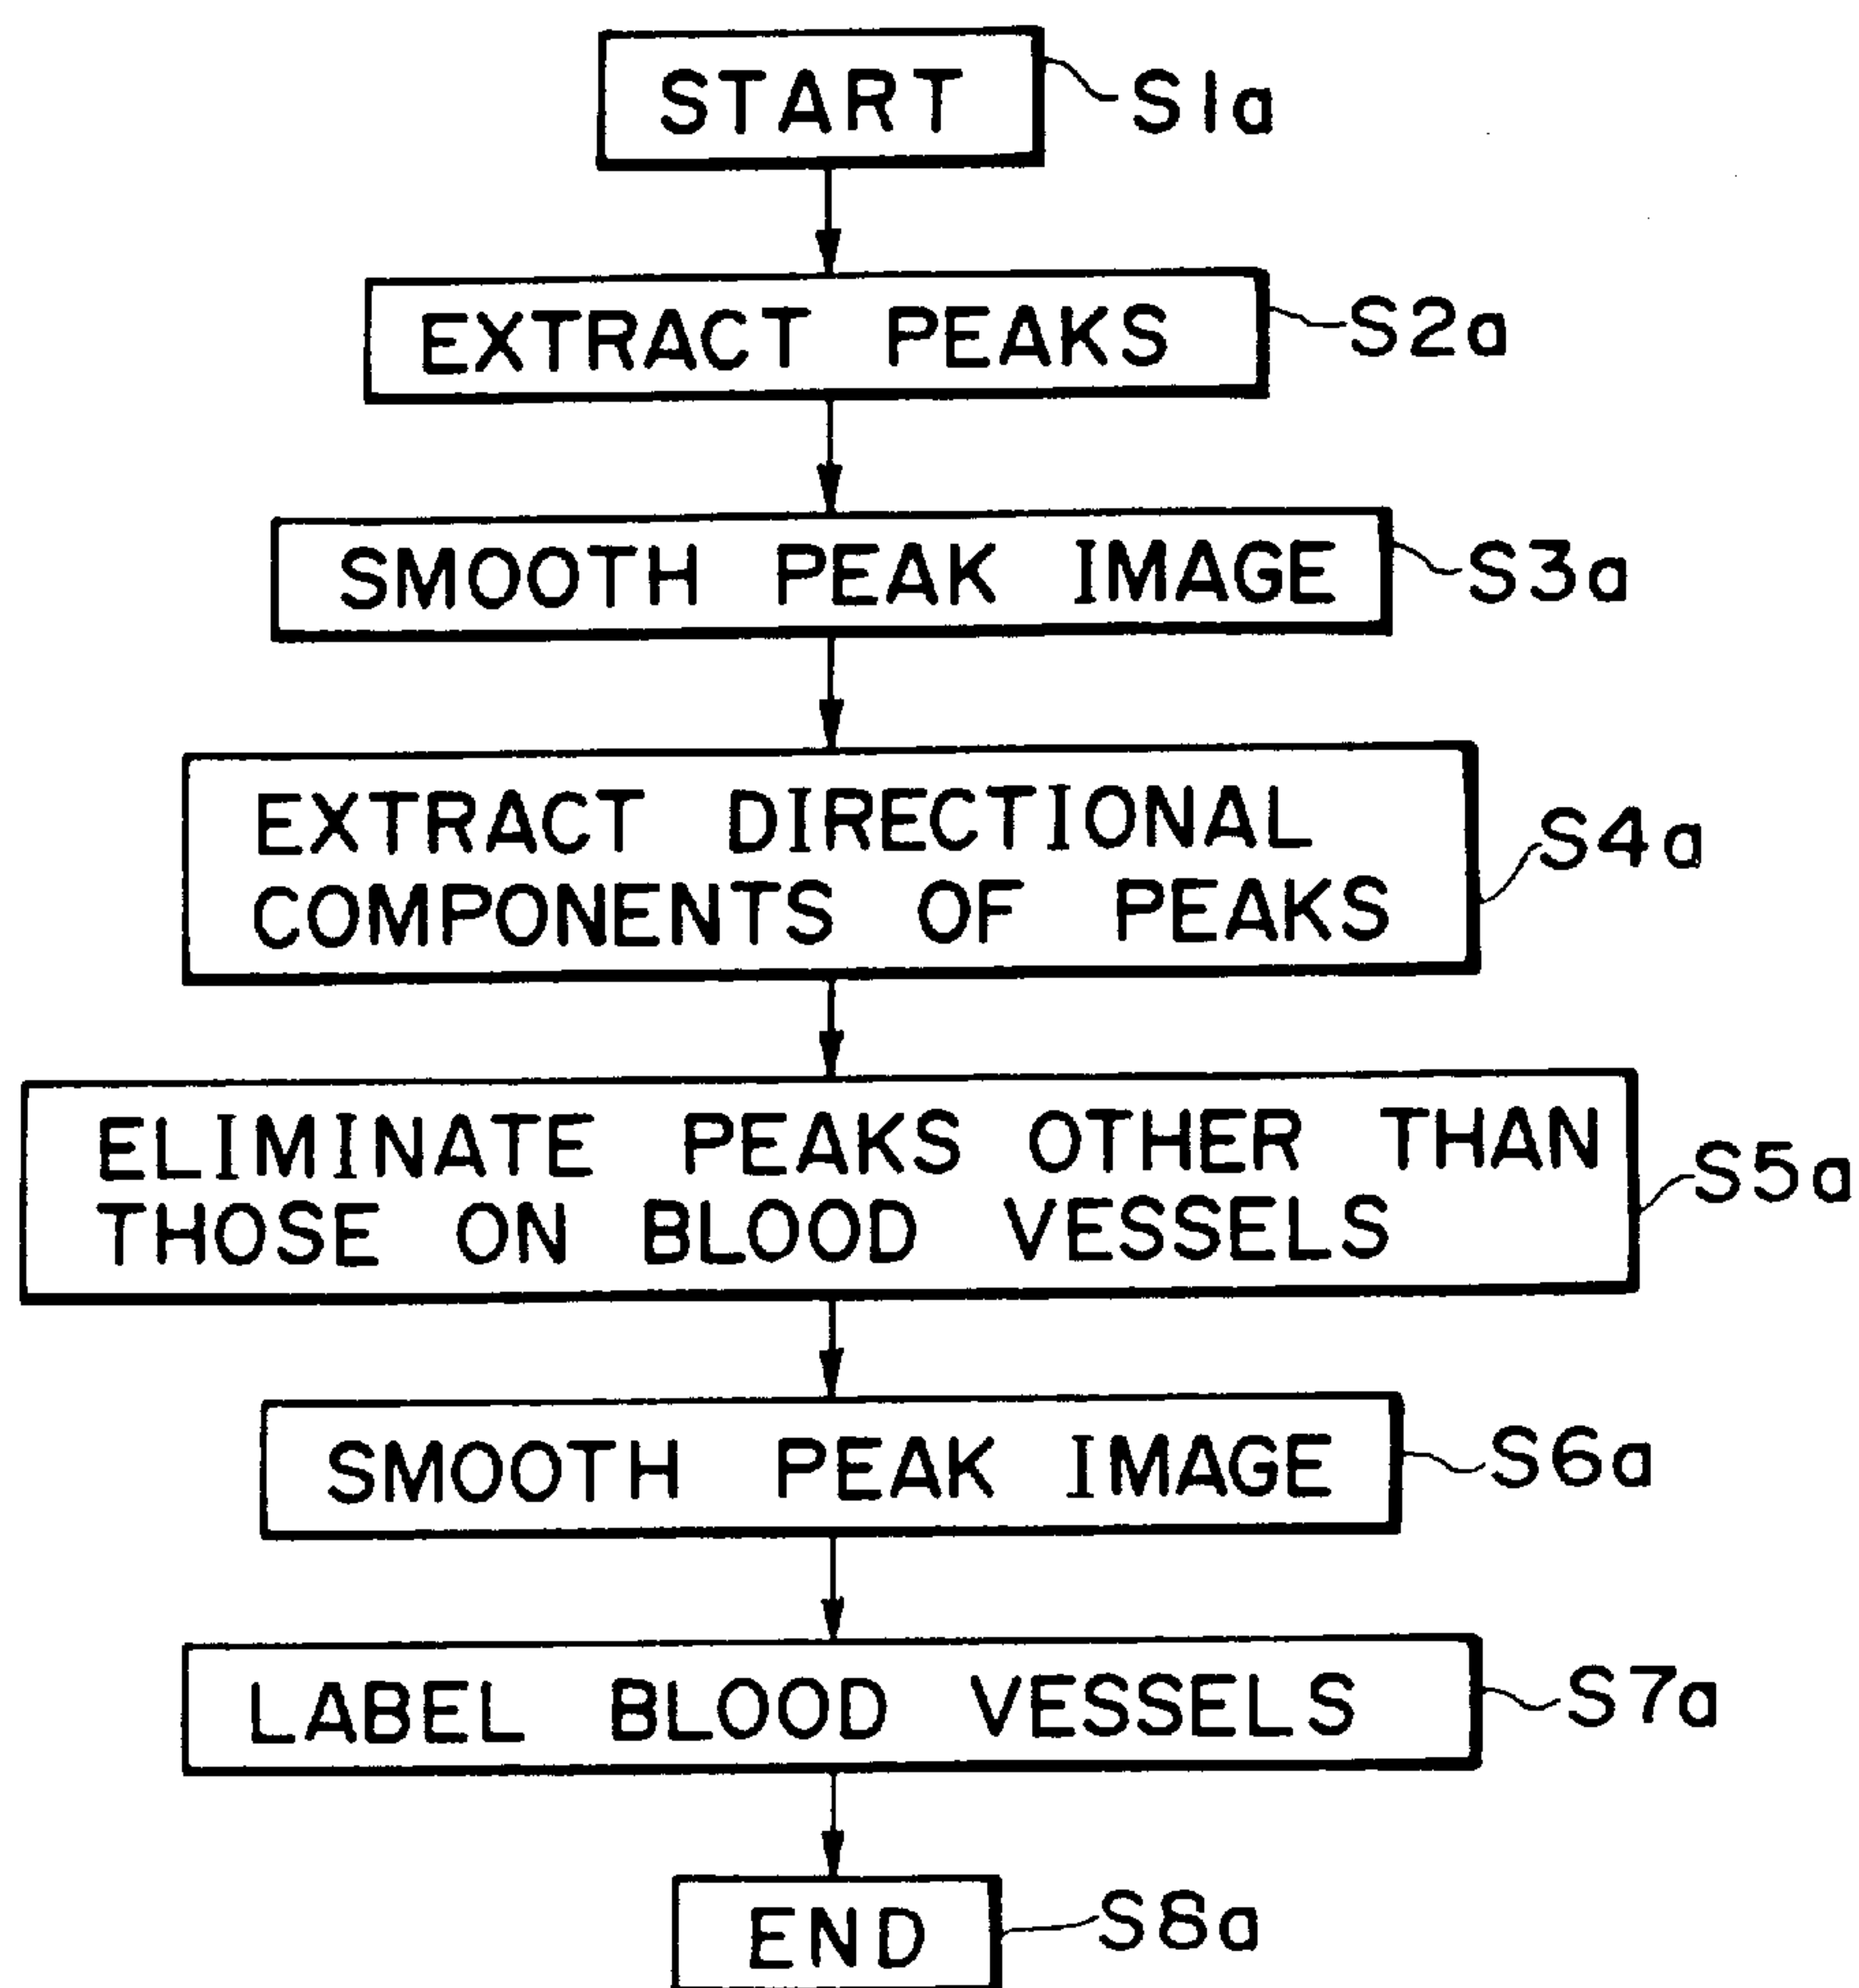 START
S1a
EXTRACT PEAKS
S2a
SMOOTH PEAK IMAGE
S3a
EXTRACT DIRECTIONAL
COMPONENTS OF PEAKS
S4a
ELIMINATE PEAKS OTHER THAN
THOSE ON BLOOD VESSELS
S5a
SMOOTH PEAK IMAGE
S6a
LABEL BLOOD VESSELS
S7a
END
S8a